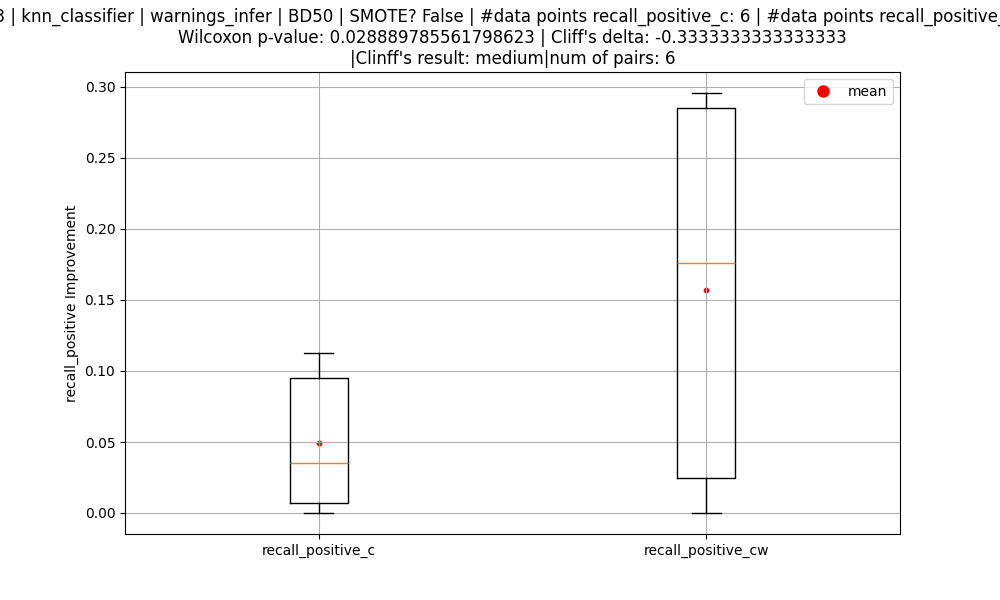 3 | knn_classifier | warnings_infer | BD50 | SMOTE? False | #data points recall_positive_c: 6 | #data points recall_positive_
Wilcoxon p-value: 0.028889785561798623 | Cliff's delta: -0.3333333333333333
|Clinff's result: medium|num of pairs: 6
mean
0.30
0.25
0.20
0.15
0.10
0.05
0.00
recall_positive Improvement
recall_positive_c
recall_positive_cw